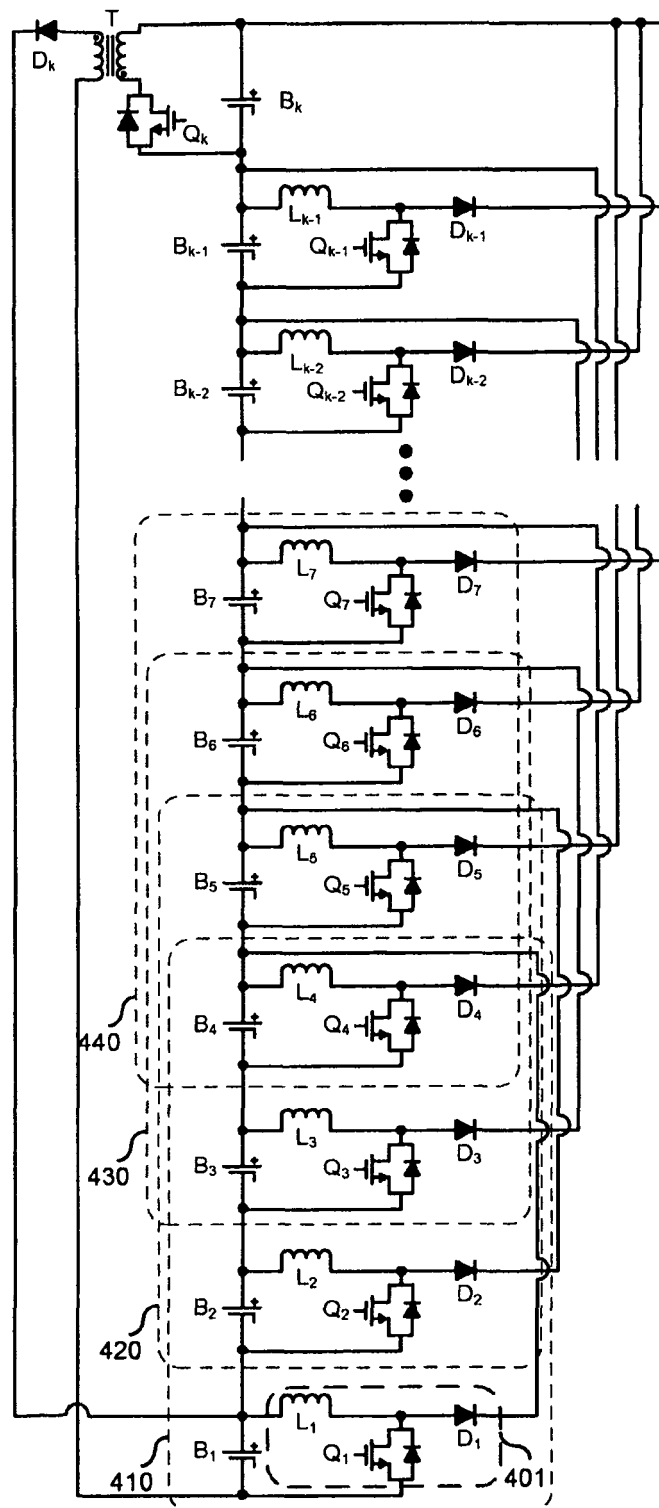 T
Dₖ
Bₖ
Qₖ
Lₖ₋₁
Bₖ₋₁
Qₖ₋₁
Dₖ₋₁
Lₖ₋₂
Bₖ₋₂
Qₖ₋₂
Dₖ₋₂
L₇
B₇
Q₇
D₇
L₆
B₆
Q₆
D₆
L₅
B₅
Q₅
D₅
L₄
B₄
Q₄
D₄
440
L₃
B₃
Q₃
D₃
430
L₂
B₂
Q₂
D₂
420
L₁
B₁
Q₁
D₁
410
401